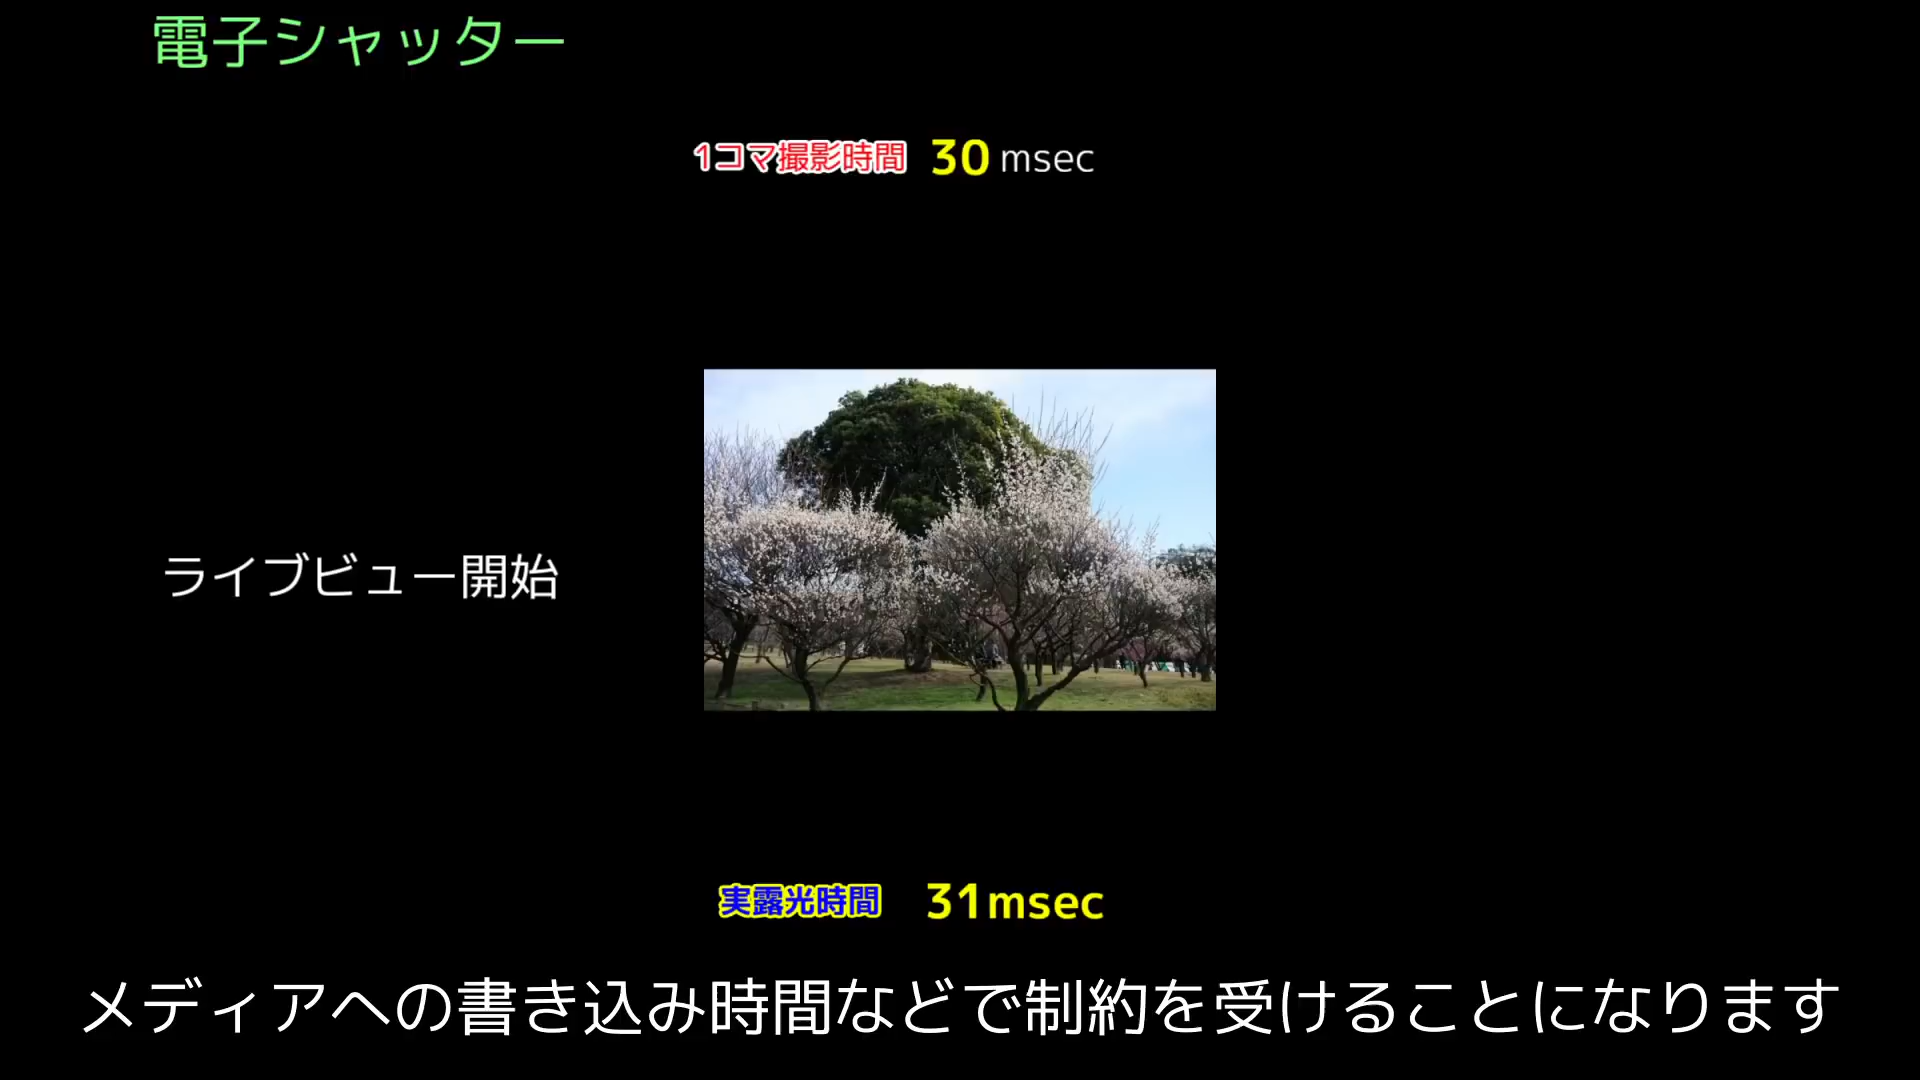 電子シャッター
1コマ撮影時間 30 msec
ライブビュー開始
実露光時間 31msec
メディアへの書き込み時間などで制約を受けることになります